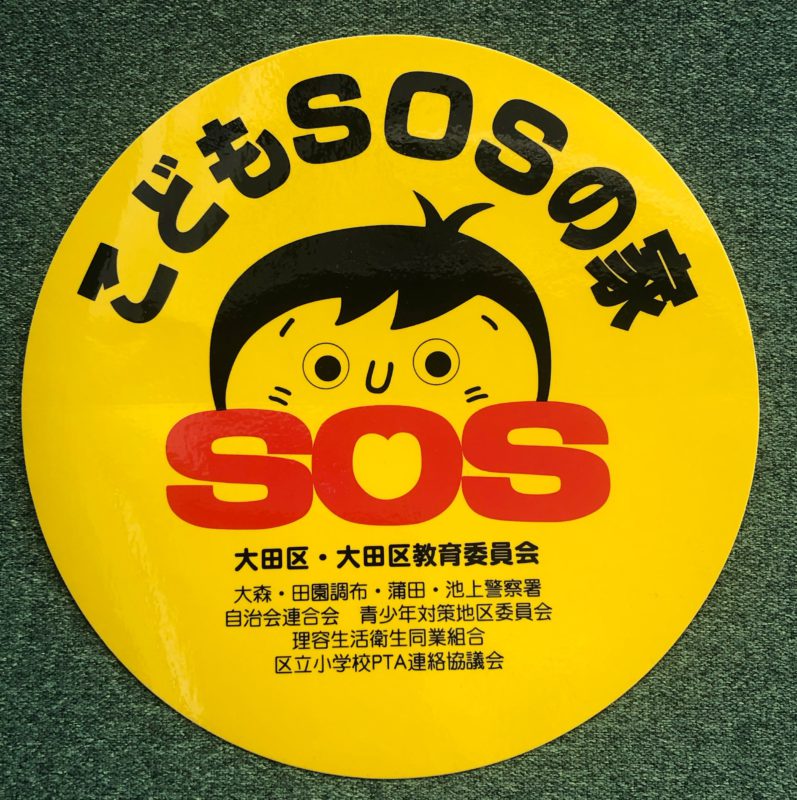 こどもSOSの家
SOS
大田区・大田区教育委員会
大森・田園調布・蒲田・池上警察署
自治会連合会　青少年対策地区委員会
理容生活衛生同業組合
区立小学校PTA連絡協議会